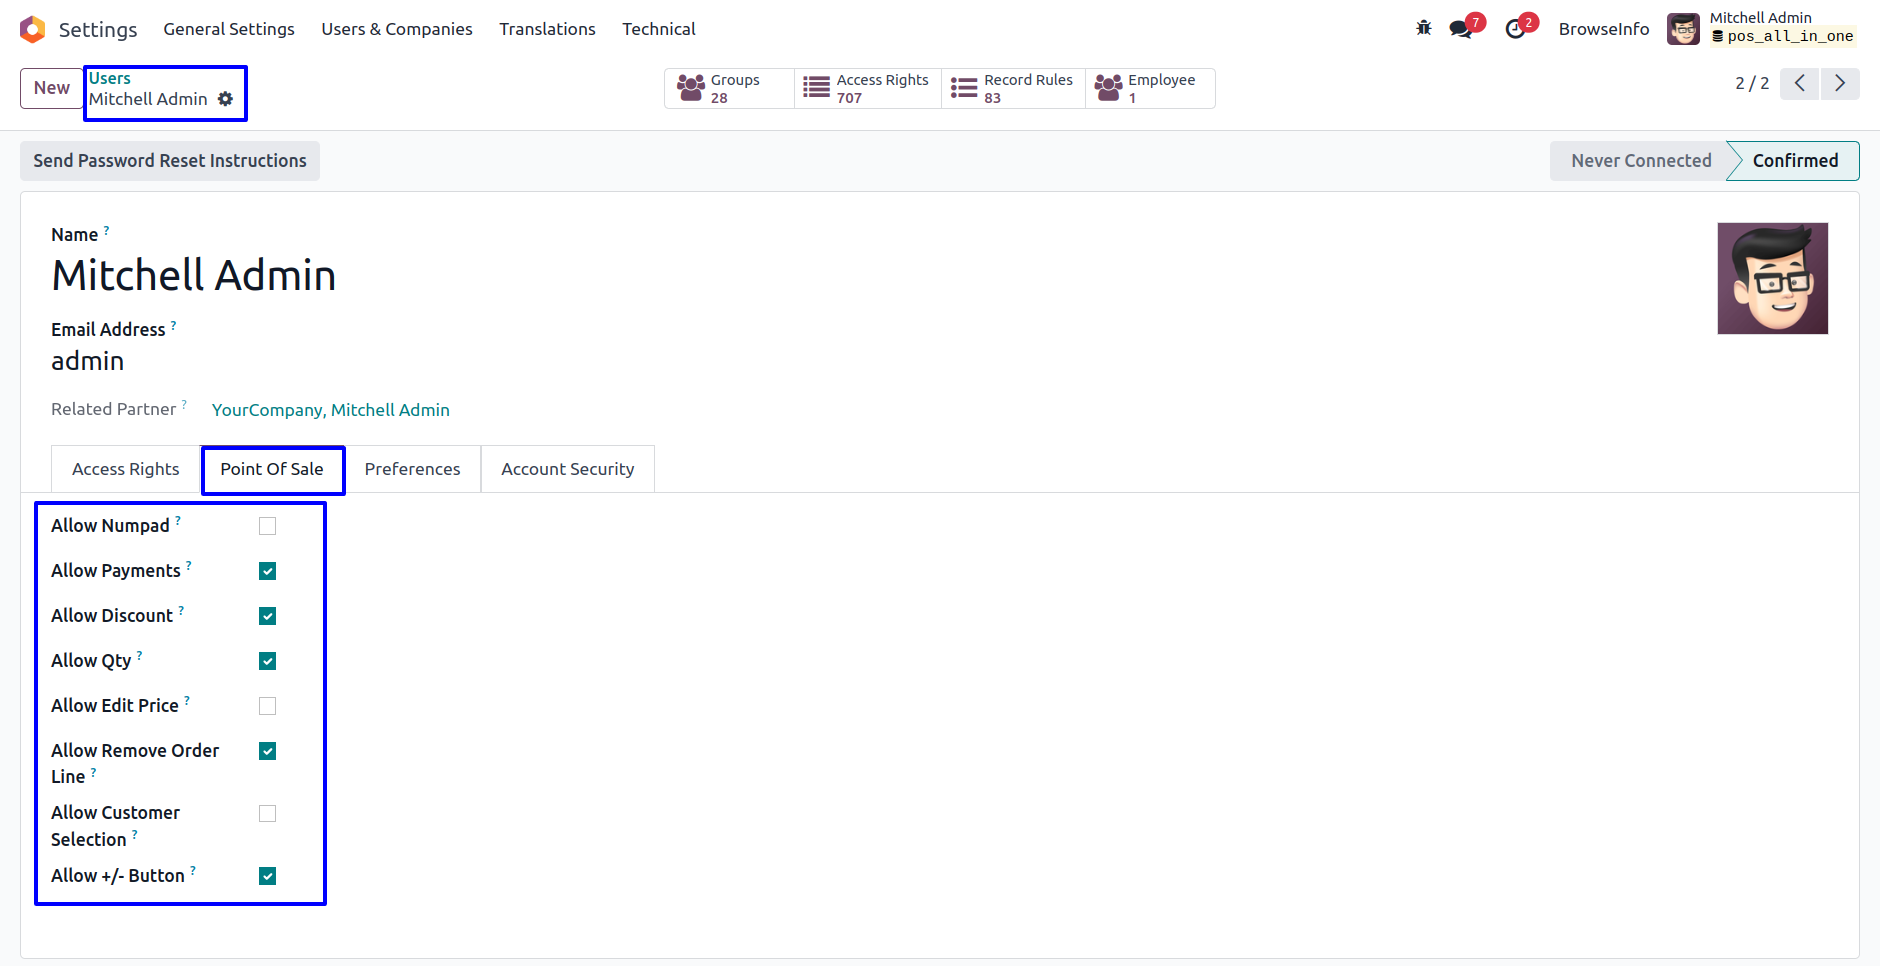 Settings General Settings Users & Companies Translations Technical 7 2 BrowseInfo Mitchell Admin
pos_all_in_one
New Users
Mitchell Admin
Groups
28
Access Rights
707
Record Rules
83
Employee
1
2 / 2
Send Password Reset Instructions Never Connected Confirmed
Name ?
Mitchell Admin
Email Address ?
admin
Related Partner ? YourCompany, Mitchell Admin
Access Rights Point Of Sale Preferences Account Security
Allow Numpad ?
Allow Payments ?
Allow Discount ?
Allow Qty ?
Allow Edit Price ?
Allow Remove Order
Line ?
Allow Customer
Selection ?
Allow +/- Button ?